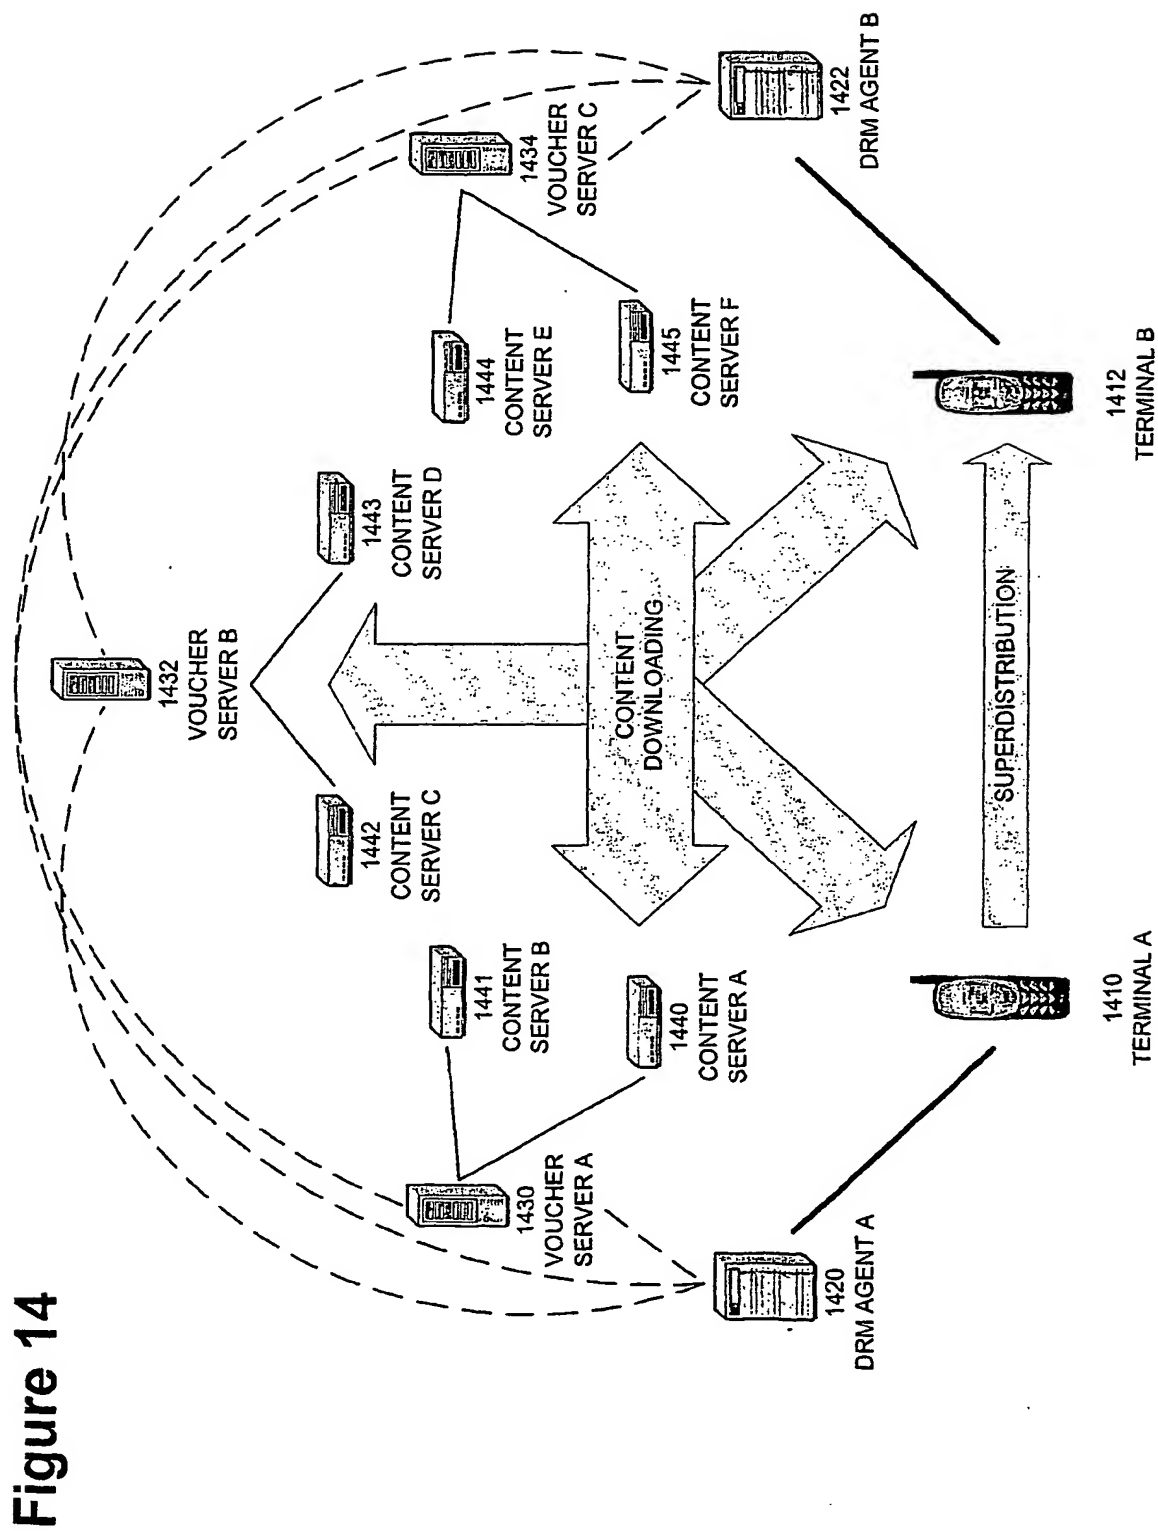 Figure 14
1432
VOUCHER
SERVER B
1442
CONTENT
SERVER C
1443
CONTENT
SERVER D
1430
VOUCHER
SERVER A
1441
CONTENT
SERVER B
1444
CONTENT
SERVER E
1434
VOUCHER
SERVER C
1440
CONTENT
SERVER A
CONTENT
DOWNLOADING
1445
CONTENT
SERVER F
1420
DRM AGENT A
1422
DRM AGENT B
SUPERDISTRIBUTION
1410
TERMINAL A
1412
TERMINAL B